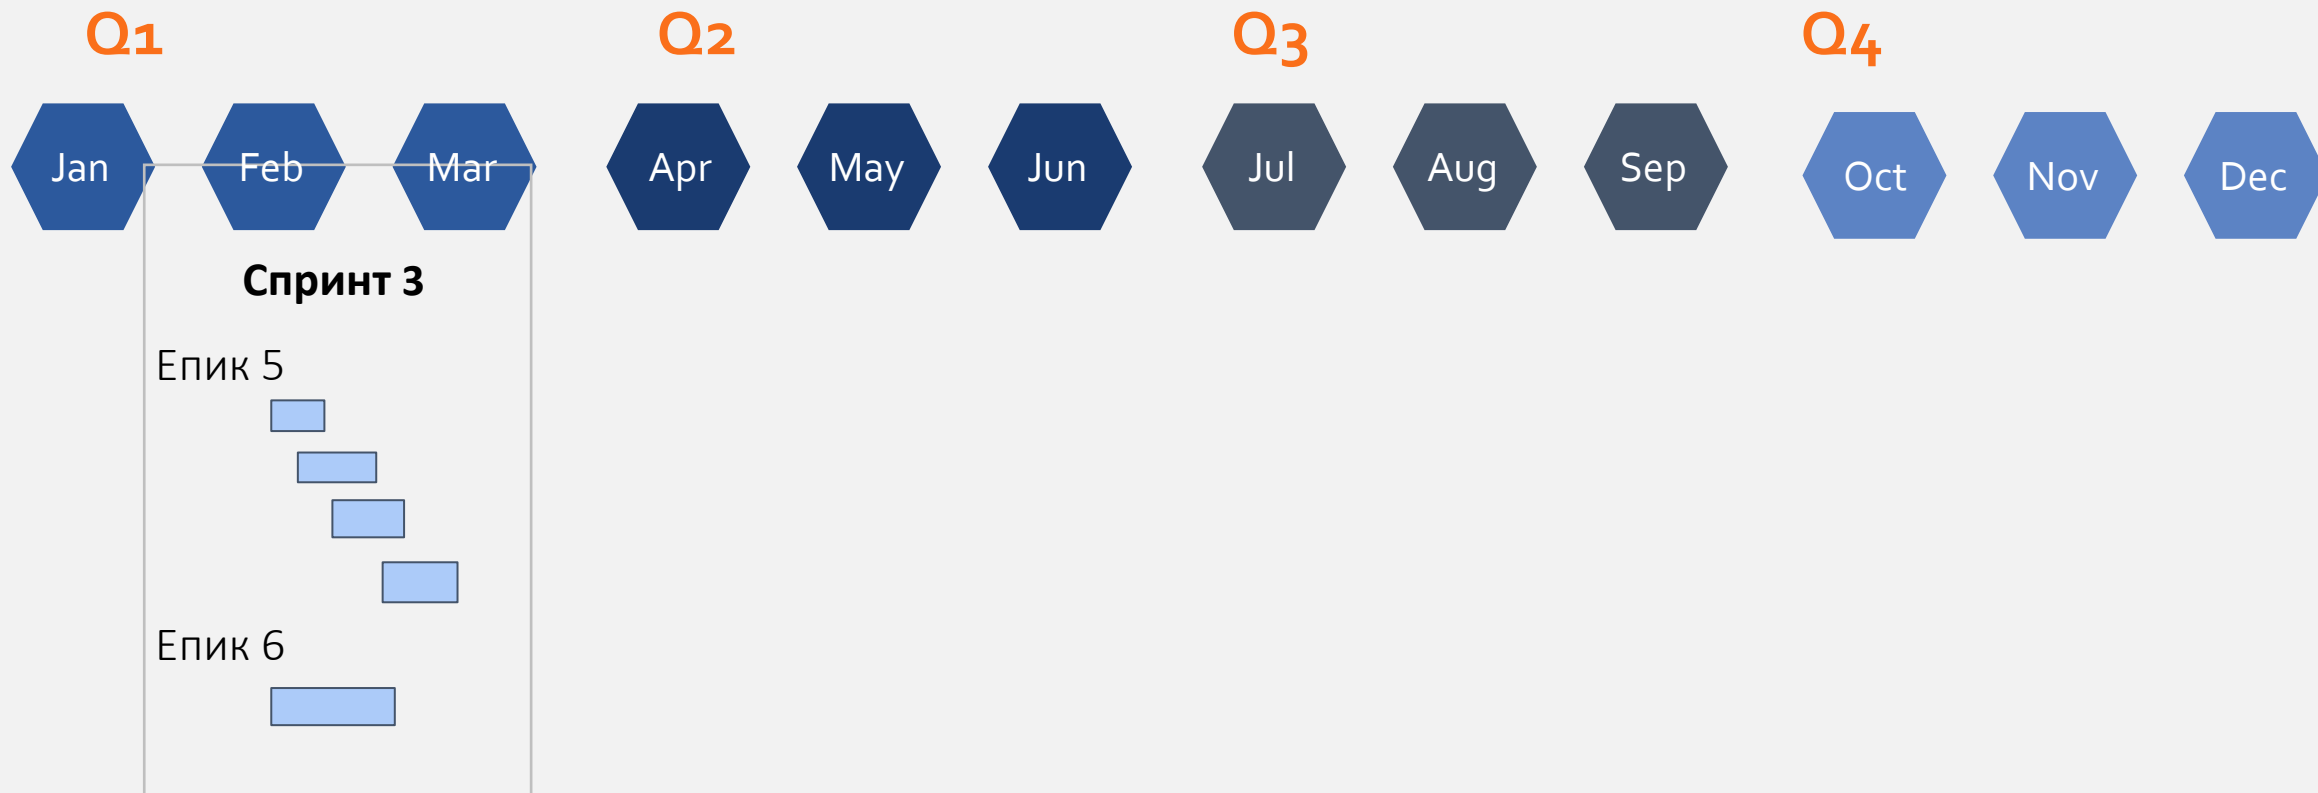 Q1 Q2 Q3 Q4
Jan Feb Mar Apr May Jun Jul Aug Sep Oct Nov Dec
Спринт 3
Епик 5
Епик 6